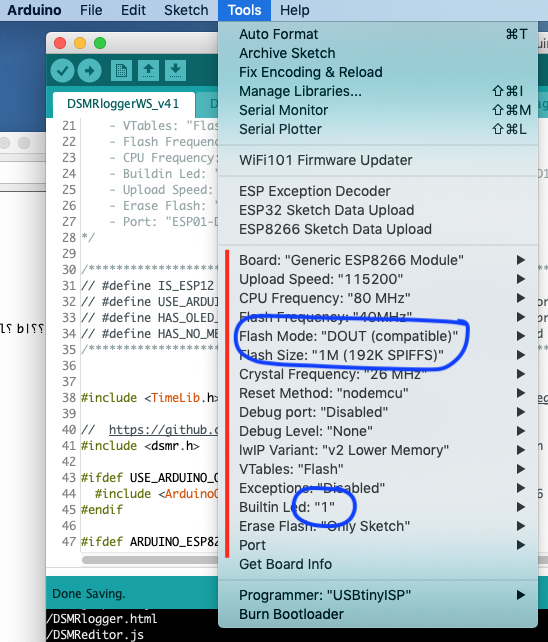 Arduino File Edit Sketch Tools Help
Auto Format ⌘T
Archive Sketch
Fix Encoding & Reload
Manage Libraries... ⇧⌘I
Serial Monitor ⇧⌘M
Serial Plotter ⇧⌘L
WiFi101 Firmware Updater
ESP Exception Decoder
ESP32 Sketch Data Upload
ESP8266 Sketch Data Upload
Board: "Generic ESP8266 Module"
Upload Speed: "115200"
CPU Frequency: "80 MHz"
Flash Frequency: "40MHz"
Flash Mode: "DOUT (compatible)"
Flash Size: "1M (192K SPIFFS)"
Crystal Frequency: "26 MHz"
Reset Method: "nodemcu"
Debug port: "Disabled"
Debug Level: "None"
lwIP Variant: "v2 Lower Memory"
VTables: "Flash"
Exceptions: "Disabled"
Builtin Led: "1"
Erase Flash: "Only Sketch"
Port
Get Board Info
Programmer: "USBtinyISP"
Burn Bootloader
DSMRloggerWS_v41
21 - VTables: "Flas
22 - Flash Frequenc
23 - CPU Frequency:
24 - Buildin Led: "
25 - Upload Speed:
26 - Erase Flash: "
27 - Port: "ESP01-D
28 */
29
30 /************************
31 // #define IS_ESP12
32 // #define USE_ARDUI
33 // #define HAS_OLED_
34 // #define HAS_NO_ME
35 /************************
37
38 #include <TimeLib.h>
39
40 // https://github.c
41 #include <dsmr.h>
42
43 #ifdef USE_ARDUINO_O
44 #include <ArduinoO
45 #endif
46
47 #ifdef ARDUINO_ESP82
Done Saving.
/DSMRlogger.html
/DSMReditor.js